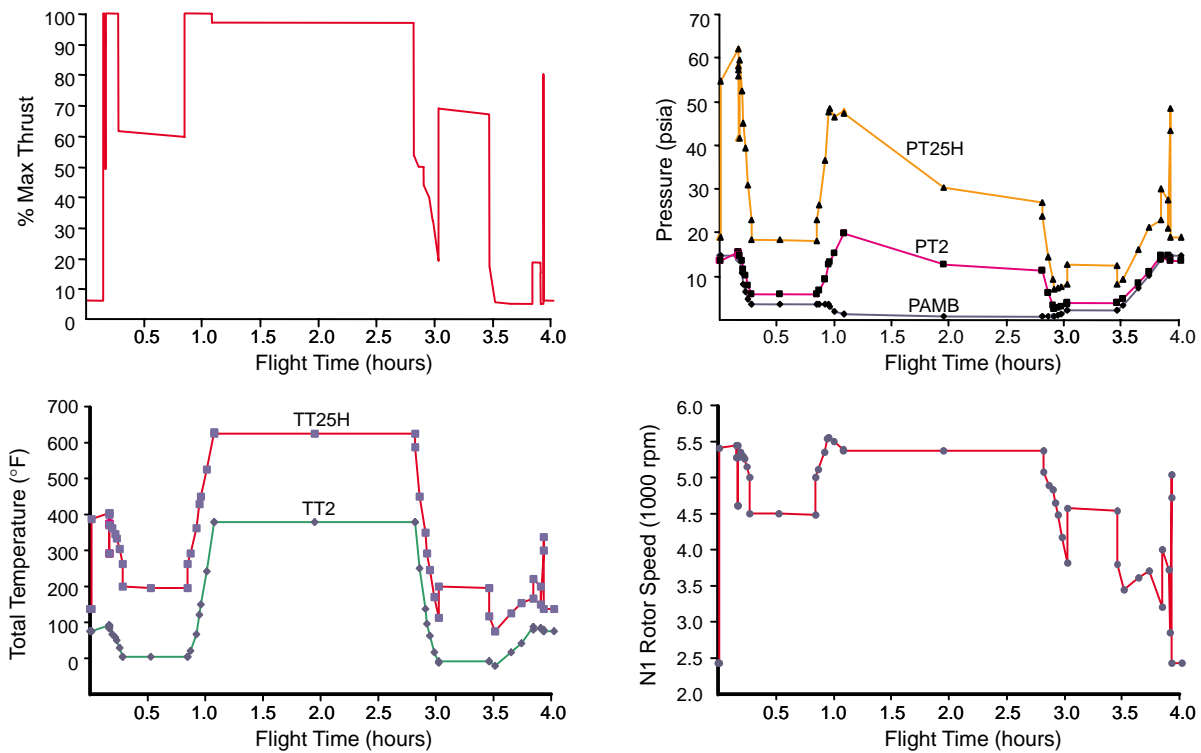 % Max Thrust
100
90
80
70
60
50
40
30
20
10
0
0.5 1.0 1.5 2.0 2.5 3.0 3.5 4.0
Flight Time (hours)
Pressure (psia)
70
60
50
40
30
20
10
PT25H
PT2
PAMB
0.5 1.0 1.5 2.0 2.5 3.0 3.5 4.0
Flight Time (hours)
Total Temperature (°F)
700
600
500
400
300
200
100
0
TT25H
TT2
0.5 1.0 1.5 2.0 2.5 3.0 3.5 4.0
Flight Time (hours)
N1 Rotor Speed (1000 rpm)
6.0
5.5
5.0
4.5
4.0
3.5
3.0
2.5
2.0
0.5 1.0 1.5 2.0 2.5 3.0 3.5 4.0
Flight Time (hours)